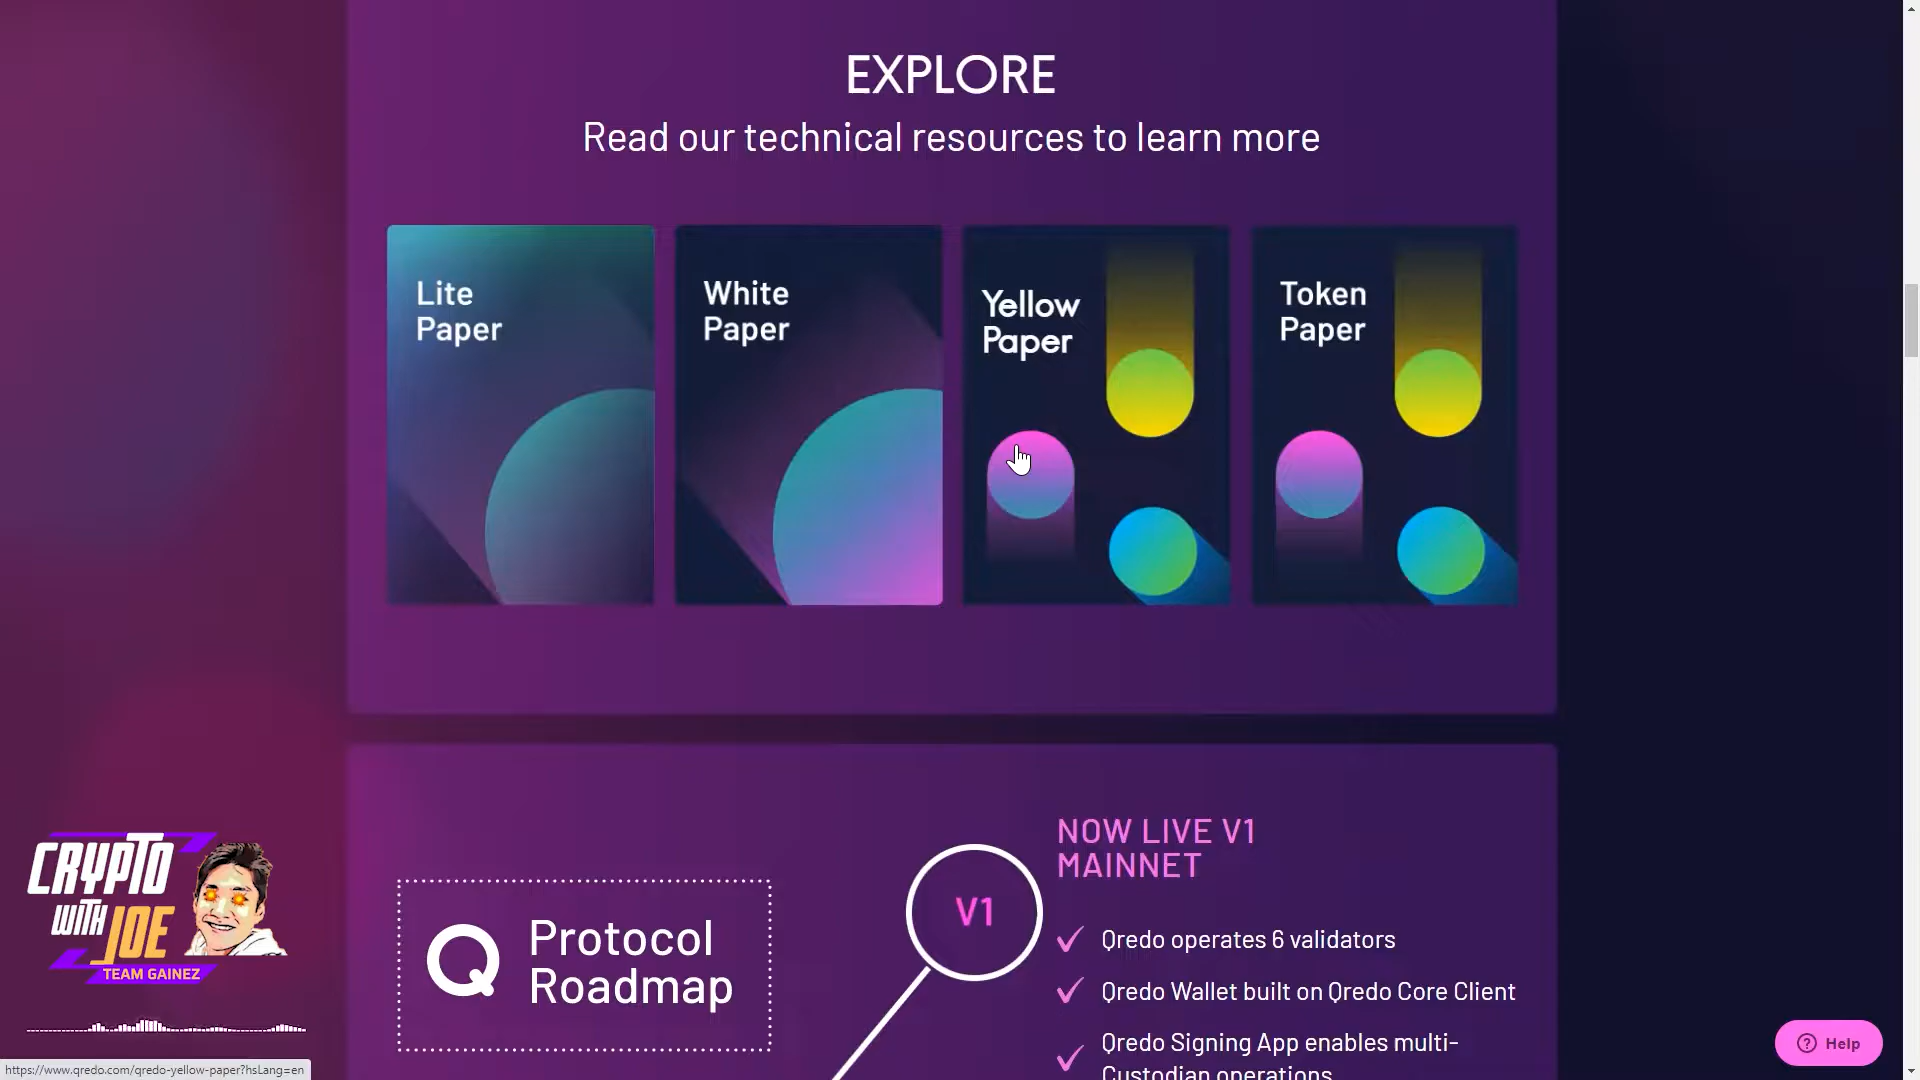 EXPLORE
Read our technical resources to learn more
Lite
Paper
White
Paper
Yellow
Paper
Token
Paper
NOW LIVE V1
MAINNET
V1
Qredo operates 6 validators
Q Protocol
Roadmap
Qredo Wallet built on Qredo Core Client
Qredo Signing App enables multi-
Custodian operations
CRYPTO
WITH JOE
TEAM GAINEZ
Help
https://www.qredo.com/qredo-yellow-paper?hsLang=en